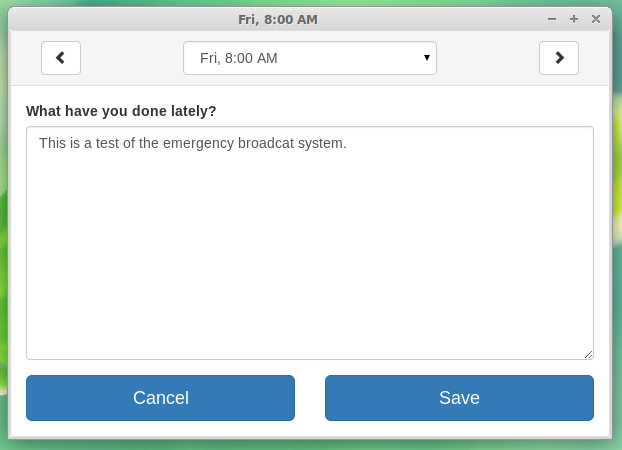 Fri, 8:00 AM
Fri, 8:00 AM
What have you done lately?
This is a test of the emergency broadcat system.
Cancel
Save